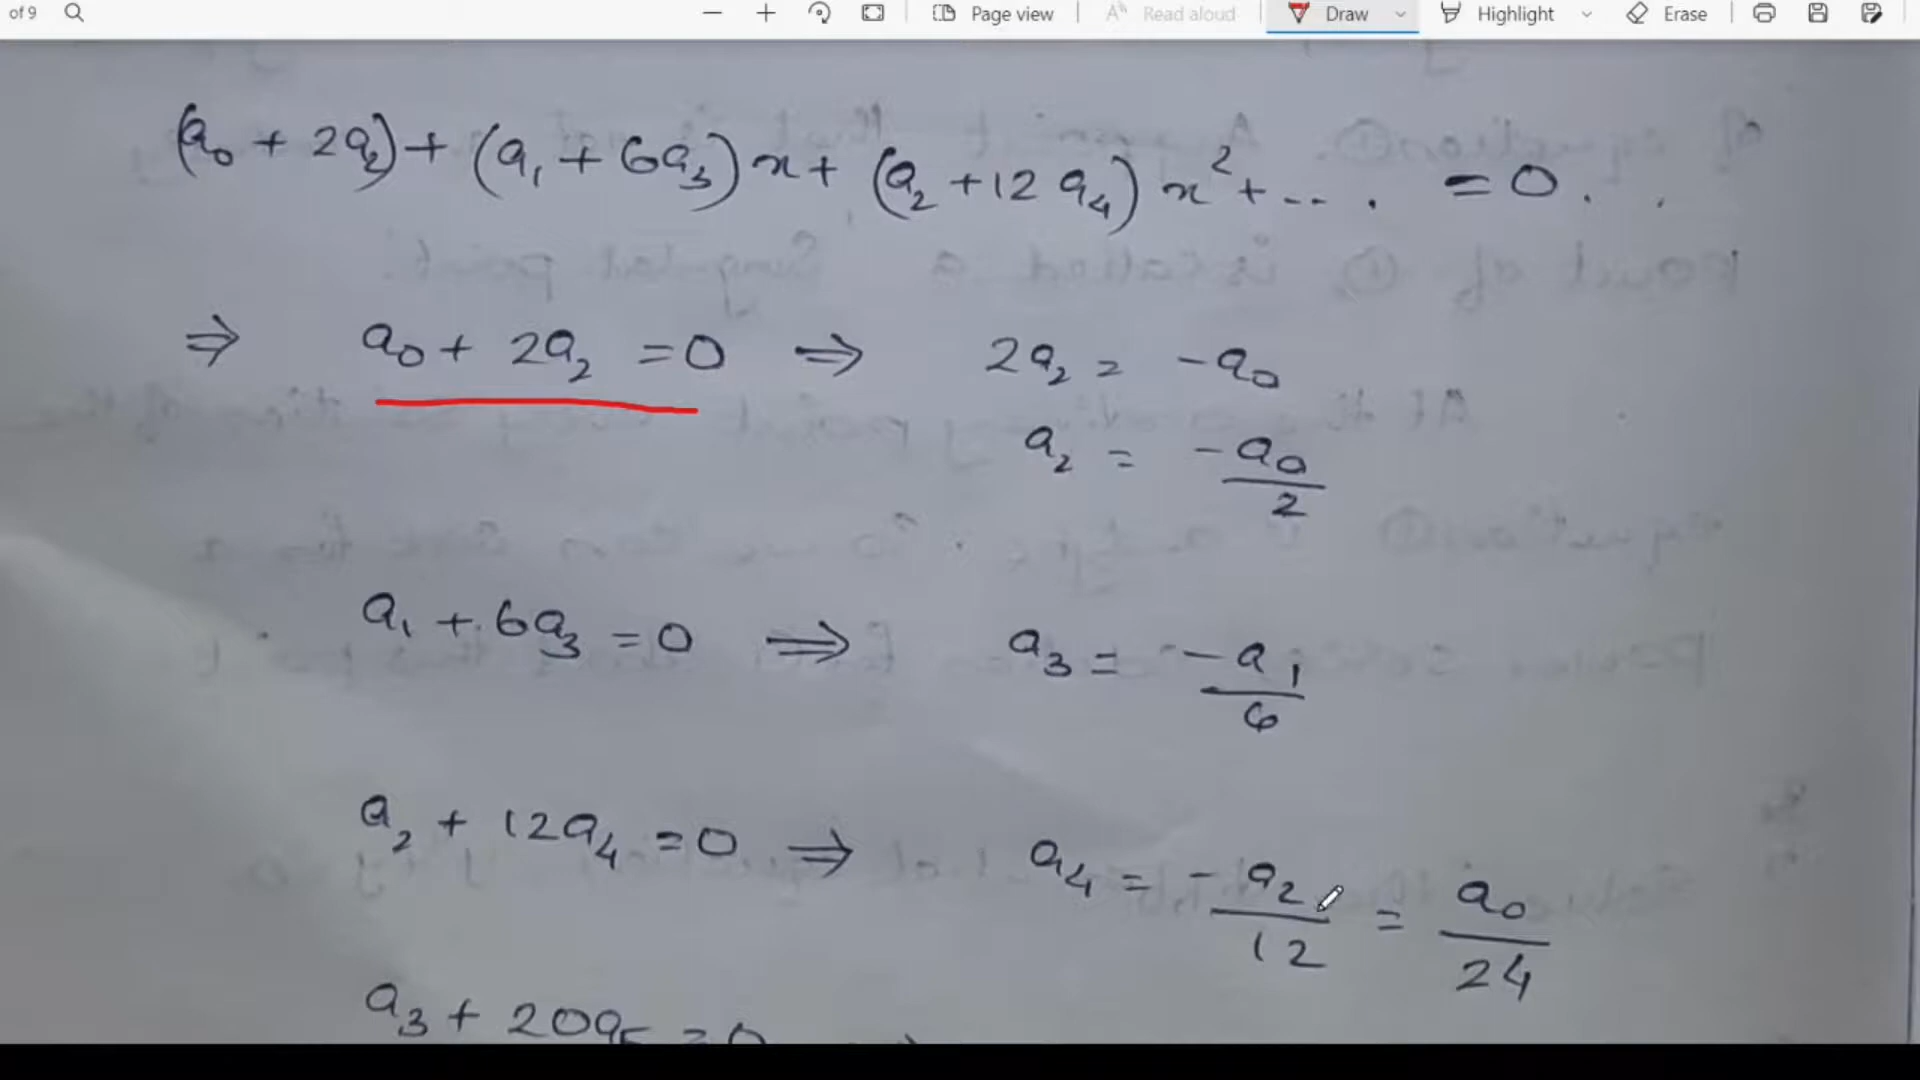 of 9 Page view Read aloud Draw Highlight Erase
(a₀ + 2a₂) + (a₁ + 6a₃) x + (a₂ + 12 a₄) x² + -- . = 0 .
⇒ a₀ + 2a₂ = 0 ⇒ 2a₂ = -a₀
a₂ = -a₀/2
a₁ + 6a₃ = 0 ⇒ a₃ = -a₁/6
a₂ + 12a₄ = 0 ⇒ a₄ = -a₂/12 = a₀/24
a₃ + 20a₅ = 0